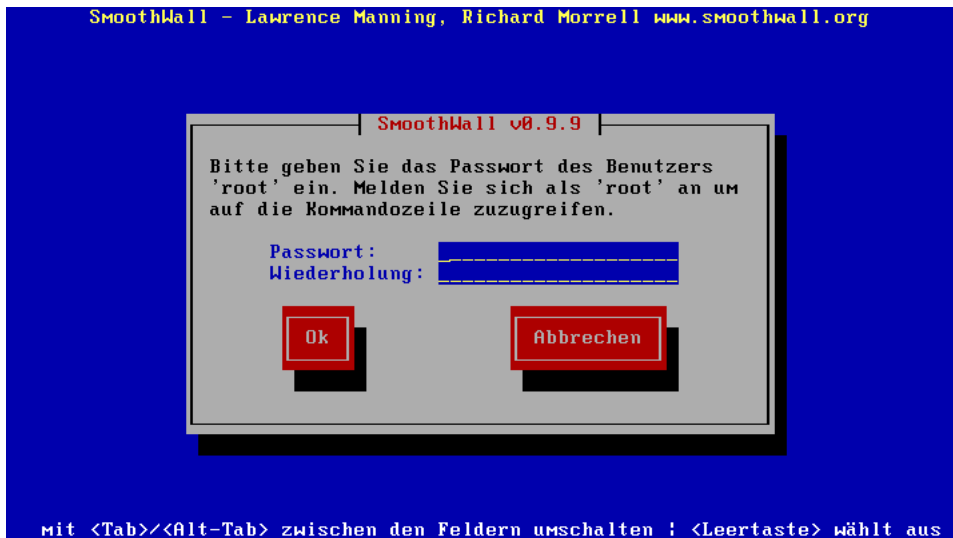 SmoothWall - Lawrence Manning, Richard Morrell www.smoothwall.org
SmoothWall v0.9.9
Bitte geben Sie das Passwort des Benutzers
'root' ein. Melden Sie sich als 'root' an um
auf die Kommandozeile zuzugreifen.
Passwort:
Wiederholung:
Ok Abbrechen
mit <Tab>/<Alt-Tab> zwischen den Feldern umschalten ¦ <Leertaste> wählt aus